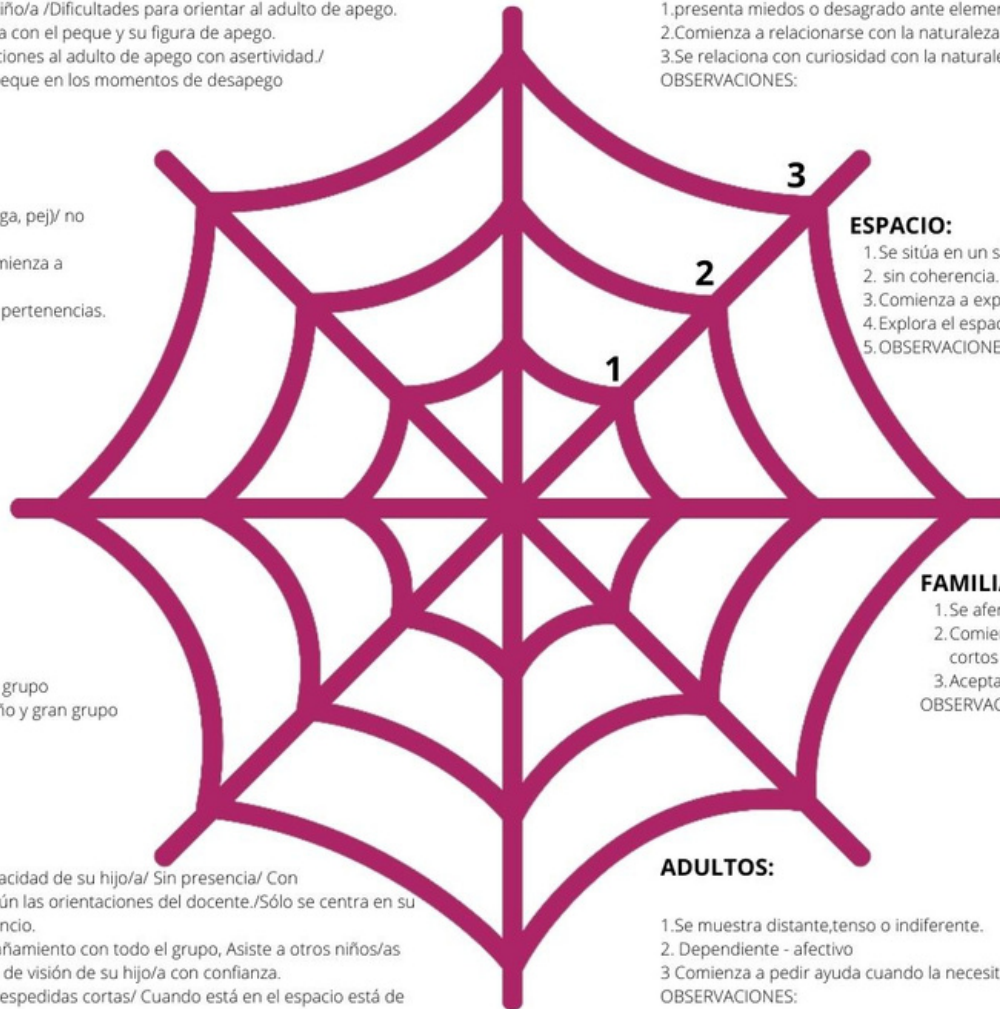 iño/a /Dificultades para orientar al adulto de apego.
a con el peque y su figura de apego.
ciones al adulto de apego con asertividad./
eque en los momentos de desapego
1.presenta miedos o desagrado ante elemen
2.Comienza a relacionarse con la naturaleza
3.Se relaciona con curiosidad con la naturale
OBSERVACIONES:
3
ga, pej)/ no
mienza a
pertenencias.
ESPACIO:
1.Se sitúa en un s
2. sin coherencia.
3.Comienza a exp
4.Explora el espac
5.OBSERVACIONE
2
1
FAMILIA
1.Se afer
2.Comien
cortos
3.Acepta
OBSERVAC
grupo
ño y gran grupo
acidad de su hijo/a/ Sin presencia/ Con
ún las orientaciones del docente./Sólo se centra en su
ncio.
añamiento con todo el grupo, Asiste a otros niños/as
de visión de su hijo/a con confianza.
espedidas cortas/ Cuando está en el espacio está de
ADULTOS:
1.Se muestra distante,tenso o indiferente.
2. Dependiente - afectivo
3 Comienza a pedir ayuda cuando la necesit
OBSERVACIONES: